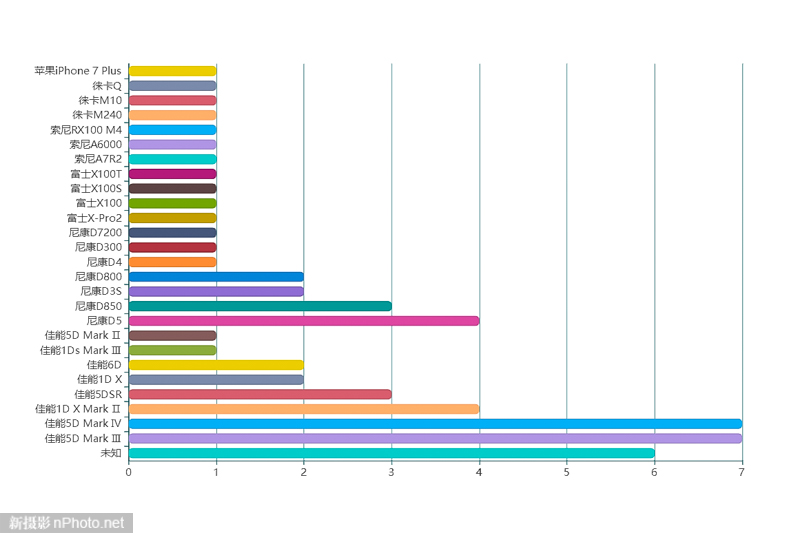 苹果iPhone 7 Plus
徕卡Q
徕卡M10
徕卡M240
索尼RX100 M4
索尼A6000
索尼A7R2
富士X100T
富士X100S
富士X100
富士X-Pro2
尼康D7200
尼康D300
尼康D4
尼康D800
尼康D3S
尼康D850
尼康D5
佳能5D Mark Ⅱ
佳能1Ds Mark Ⅲ
佳能6D
佳能1D X
佳能5DSR
佳能1D X Mark Ⅱ
佳能5D Mark Ⅳ
佳能5D Mark Ⅲ
未知
0 1 2 3 4 5 6 7
新摄影 nPhoto.net